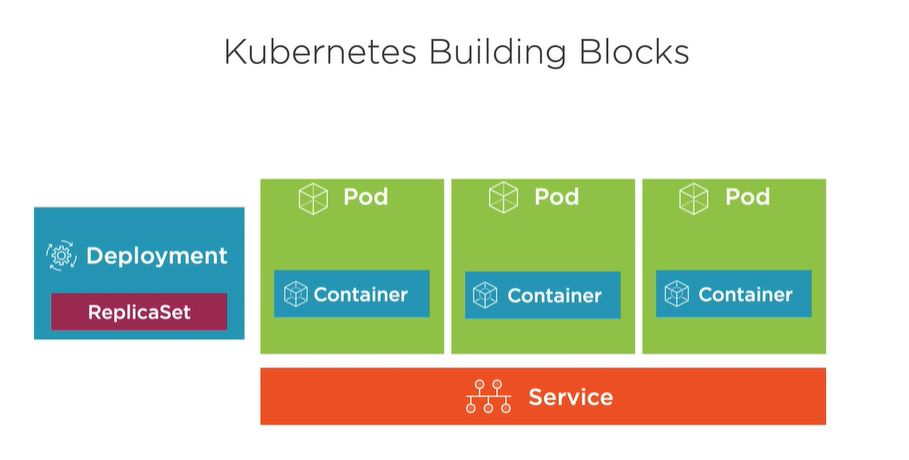 Kubernetes Building Blocks
Deployment
ReplicaSet
Pod
Container
Pod
Container
Pod
Container
Service